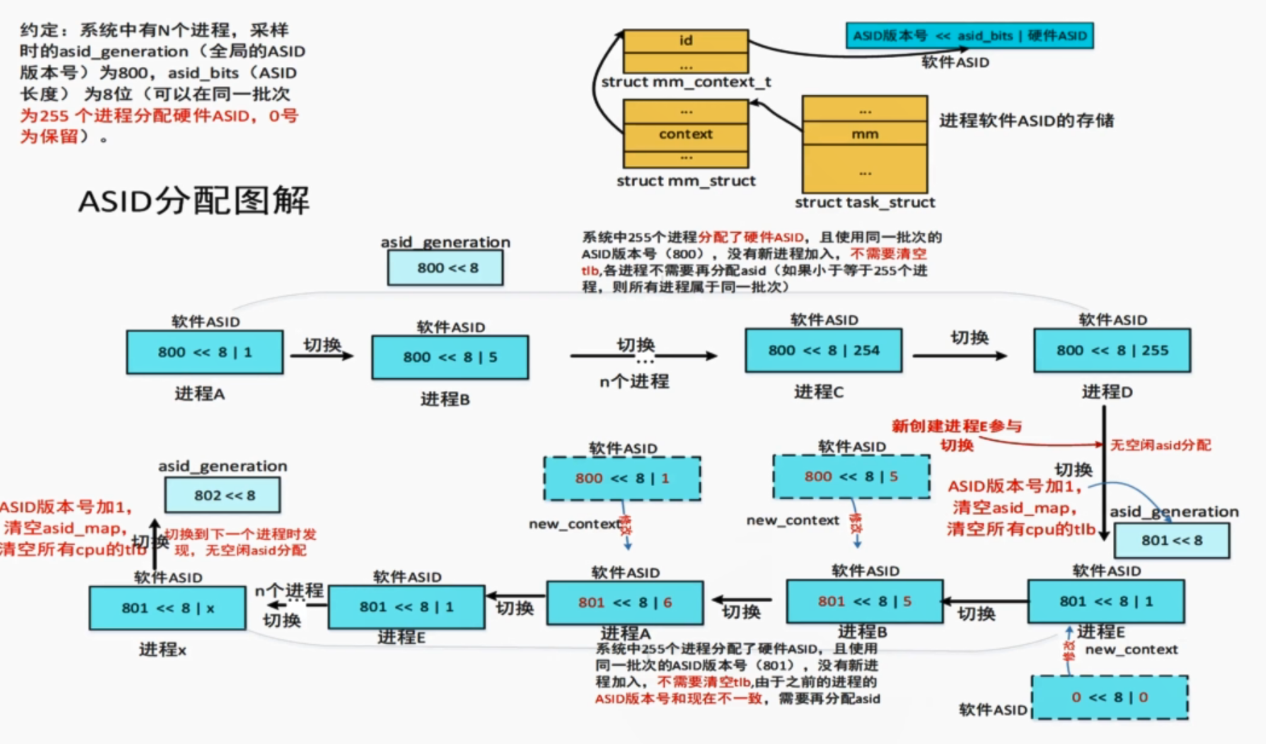 约定：系统中有N个进程，采样
时的asid_generation（全局的ASID
版本号）为800，asid_bits（ASID
长度） 为8位（可以在同一批次
为255 个进程分配硬件ASID，0号
为保留）。
id
...
struct mm_context_t
ASID版本号 << asid_bits | 硬件ASID
软件ASID
...
context
...
struct mm_struct
...
mm
...
struct task_struct
进程软件ASID的存储
ASID分配图解
asid_generation
800 << 8
系统中255个进程分配了硬件ASID，且使用同一批次的
ASID版本号（800），没有新进程加入，不需要清空
tlb,各进程不需要再分配asid（如果小于等于255个进
程，则所有进程属于同一批次）
软件ASID
800 << 8 | 1
进程A
切换
软件ASID
800 << 8 | 5
进程B
切换
...
n个进程
软件ASID
800 << 8 | 254
进程C
切换
软件ASID
800 << 8 | 255
进程D
新创建进程E参与
切换
无空闲asid分配
切换
ASID版本号加1，
清空asid_map，
清空所有cpu的tlb
asid_generation
801 << 8
软件ASID
800 << 8 | 1
new_context
修改
软件ASID
800 << 8 | 5
new_context
修改
asid_generation
802 << 8
ASID版本号加1，
清空asid_map，
清空所有cpu的tlb
切换
切换到下一个进程时发
现，无空闲asid分配
软件ASID
801 << 8 | x
进程x
n个进程
...
切换
软件ASID
801 << 8 | 1
进程E
切换
软件ASID
801 << 8 | 6
进程A
切换
软件ASID
801 << 8 | 5
进程B
切换
软件ASID
801 << 8 | 1
进程E
修改
new_context
软件ASID
0 << 8 | 0
系统中255个进程分配了硬件ASID，且使用
同一批次的ASID版本号（801），没有新进
程加入，不需要清空tlb,由于之前的进程的
ASID版本号和现在不一致，需要再分配asid